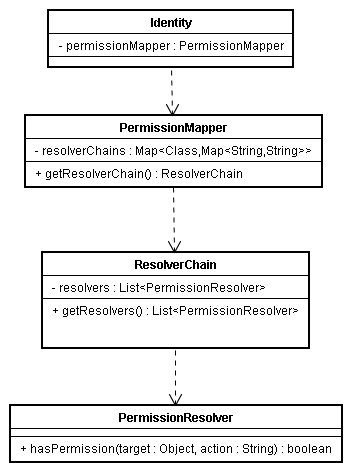 Identity
- permissionMapper : PermissionMapper
PermissionMapper
- resolverChains : Map<Class,Map<String,String>>
+ getResolverChain() : ResolverChain
ResolverChain
- resolvers : List<PermissionResolver>
+ getResolvers() : List<PermissionResolver>
PermissionResolver
+ hasPermission(target : Object, action : String) : boolean